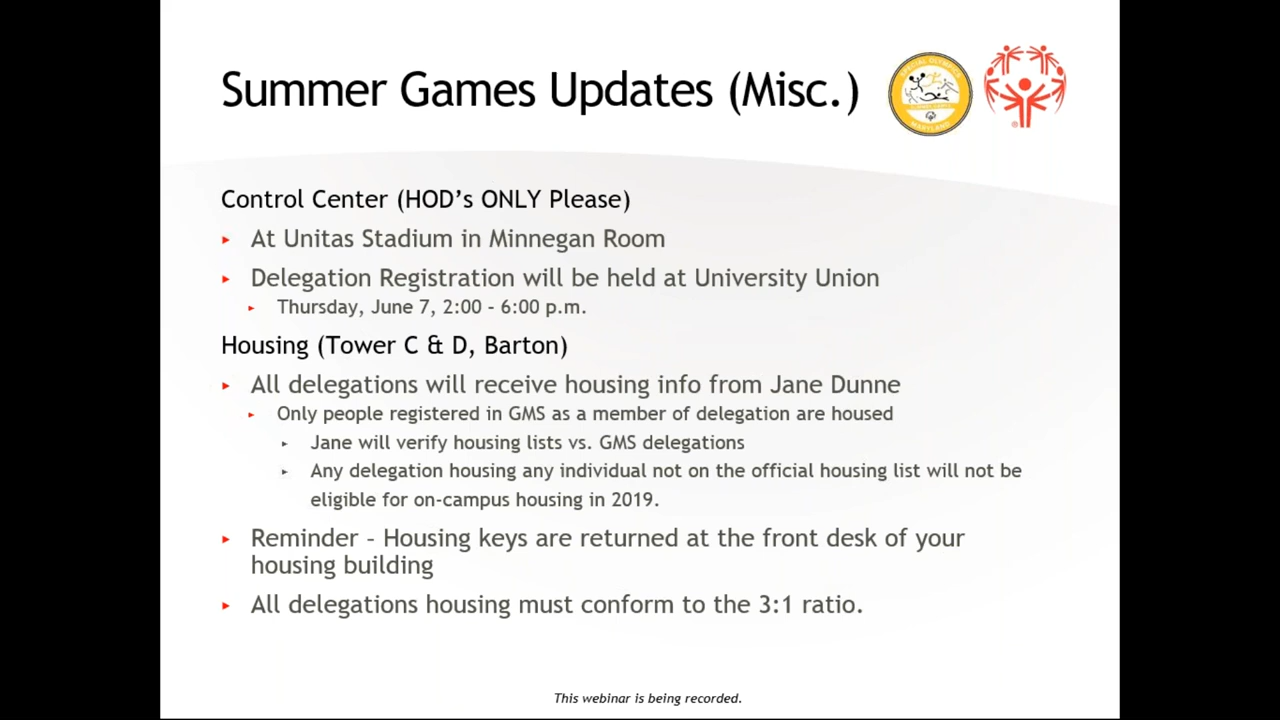 Summer Games Updates (Misc.)
SPECIAL OLYMPICS
MARYLAND
Control Center (HOD's ONLY Please)
At Unitas Stadium in Minnegan Room
Delegation Registration will be held at University Union
Thursday, June 7, 2:00 - 6:00 p.m.
Housing (Tower C & D, Barton)
All delegations will receive housing info from Jane Dunne
Only people registered in GMS as a member of delegation are housed
Jane will verify housing lists vs. GMS delegations
Any delegation housing any individual not on the official housing list will not be
eligible for on-campus housing in 2019.
Reminder – Housing keys are returned at the front desk of your
housing building
All delegations housing must conform to the 3:1 ratio.
This webinar is being recorded.